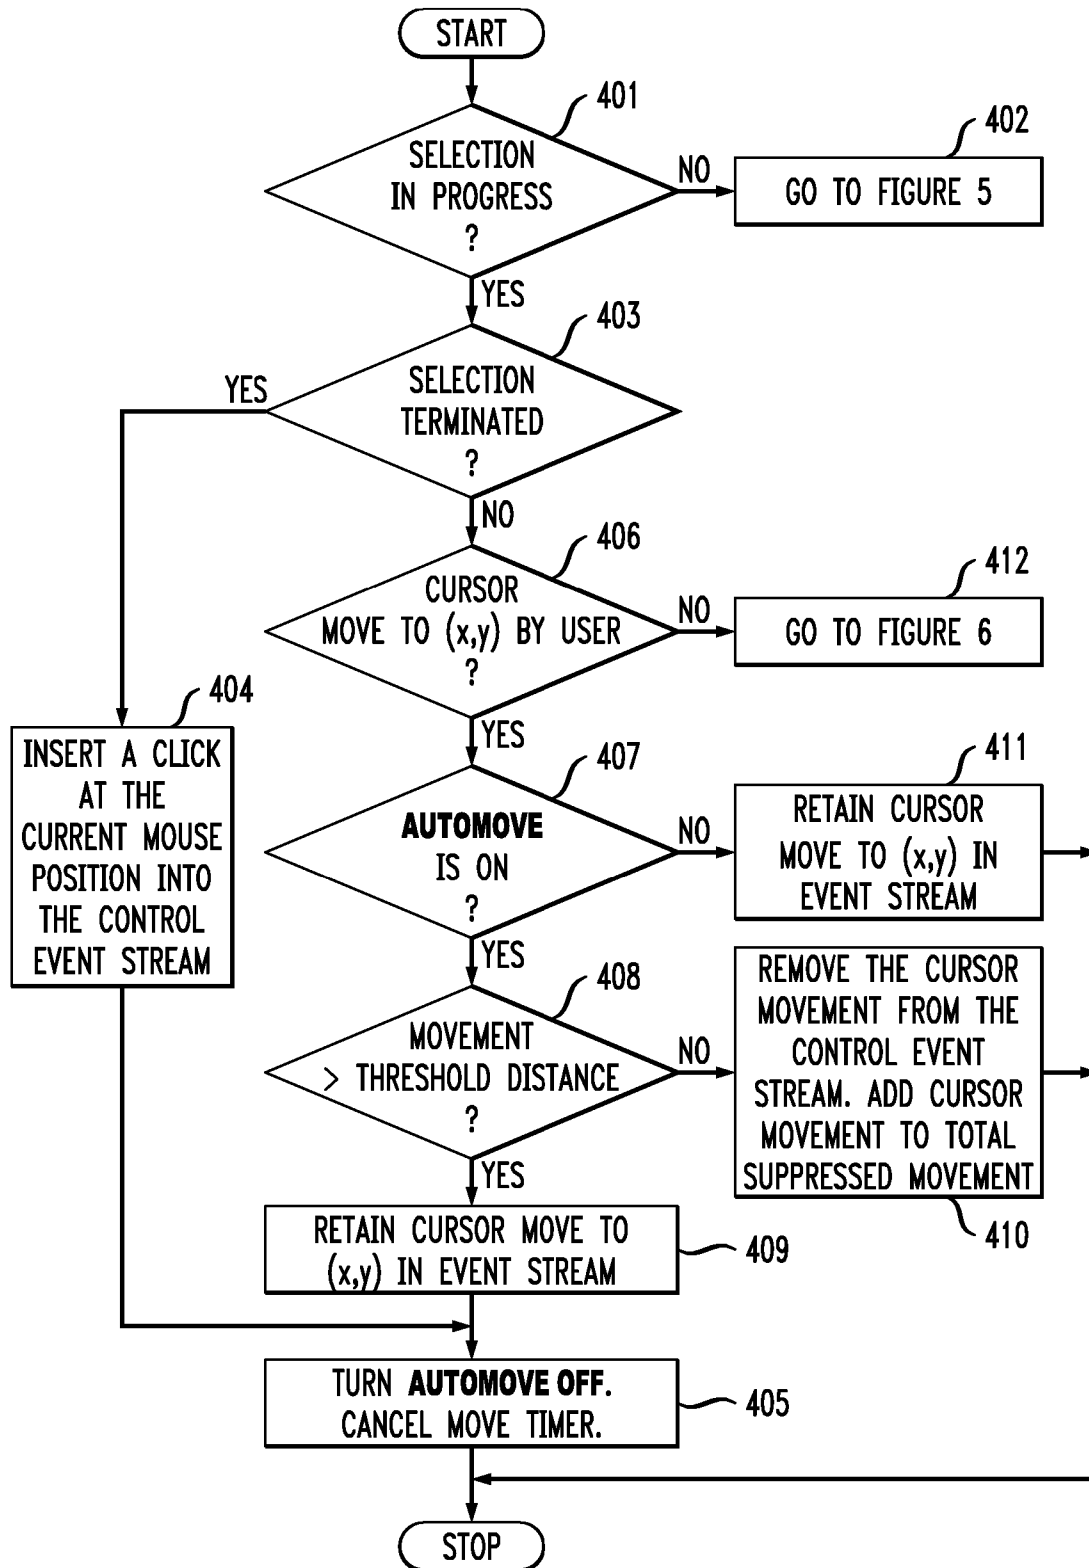 START
401
SELECTION
IN PROGRESS
?
NO
402
GO TO FIGURE 5
YES
403
SELECTION
TERMINATED
?
YES
NO
406
CURSOR
MOVE TO (x,y) BY USER
?
NO
412
GO TO FIGURE 6
YES
404
INSERT A CLICK
AT THE
CURRENT MOUSE
POSITION INTO
THE CONTROL
EVENT STREAM
407
AUTOMOVE
IS ON
?
NO
411
RETAIN CURSOR
MOVE TO (x,y) IN
EVENT STREAM
YES
408
MOVEMENT
> THRESHOLD DISTANCE
?
NO
REMOVE THE CURSOR
MOVEMENT FROM THE
CONTROL EVENT
STREAM. ADD CURSOR
MOVEMENT TO TOTAL
SUPPRESSED MOVEMENT
410
YES
RETAIN CURSOR MOVE TO
(x,y) IN EVENT STREAM
409
TURN AUTOMOVE OFF.
CANCEL MOVE TIMER.
405
STOP